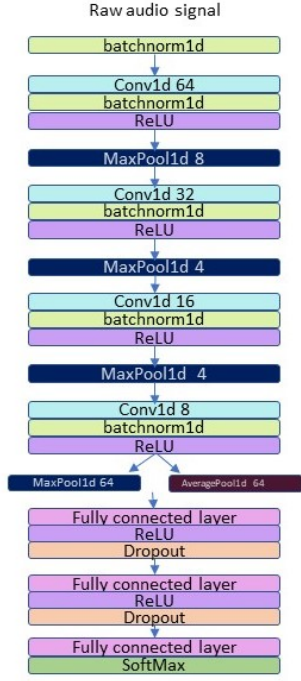 Raw audio signal
batchnorm1d
Conv1d 64
batchnorm1d
ReLU
MaxPool1d 8
Conv1d 32
batchnorm1d
ReLU
MaxPool1d 4
Conv1d 16
batchnorm1d
ReLU
MaxPool1d 4
Conv1d 8
batchnorm1d
ReLU
MaxPool1d 64
AveragePool1d 64
Fully connected layer
ReLU
Dropout
Fully connected layer
ReLU
Dropout
Fully connected layer
SoftMax